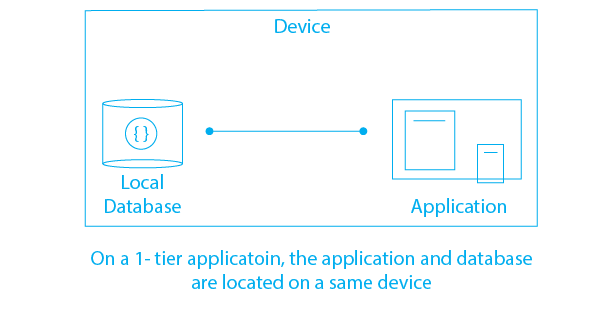 Device
{ }
Local
Database
Application
On a 1- tier applicatoin, the application and database
are located on a same device